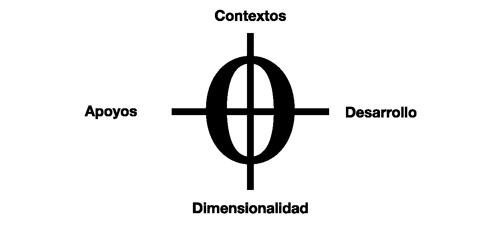 Contextos
Apoyos
Desarrollo
Dimensionalidad